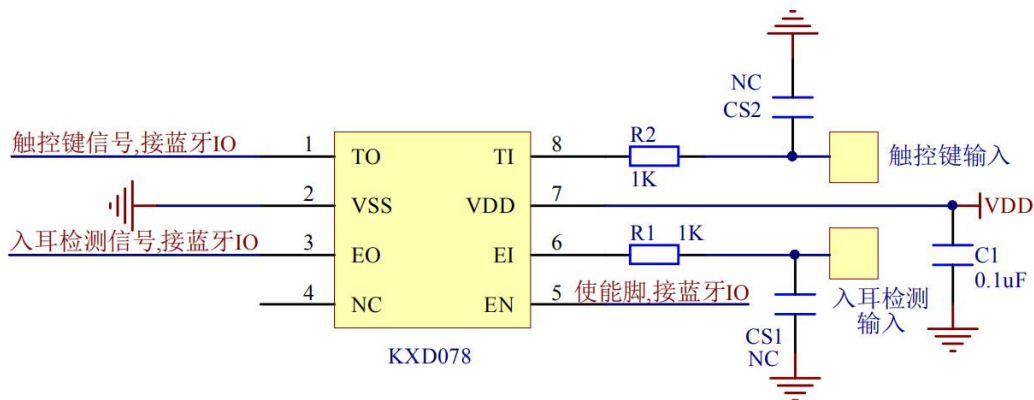 NC
CS2
触控键信号,接蓝牙IO
1
TO
TI
8
R2
1K
触控键输入
2
VSS
VDD
7
VDD
入耳检测信号,接蓝牙IO
3
EO
EI
6
R1 1K
C1
0.1uF
4
NC
EN
5
使能脚,接蓝牙IO
入耳检测
输入
CS1
NC
KXD078